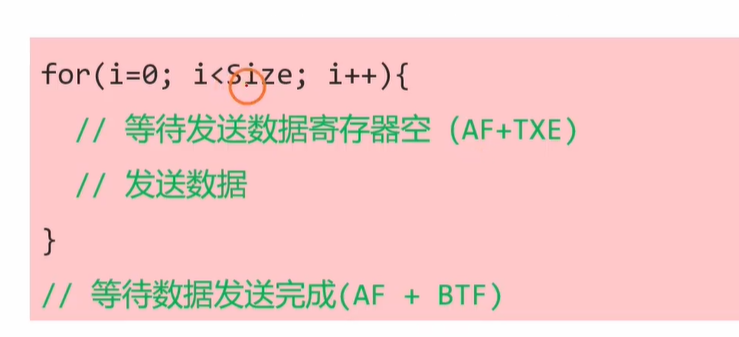 for(i=0; i<Size; i++){
// 等待发送数据寄存器空 (AF+TXE)
// 发送数据
}
// 等待数据发送完成(AF + BTF)